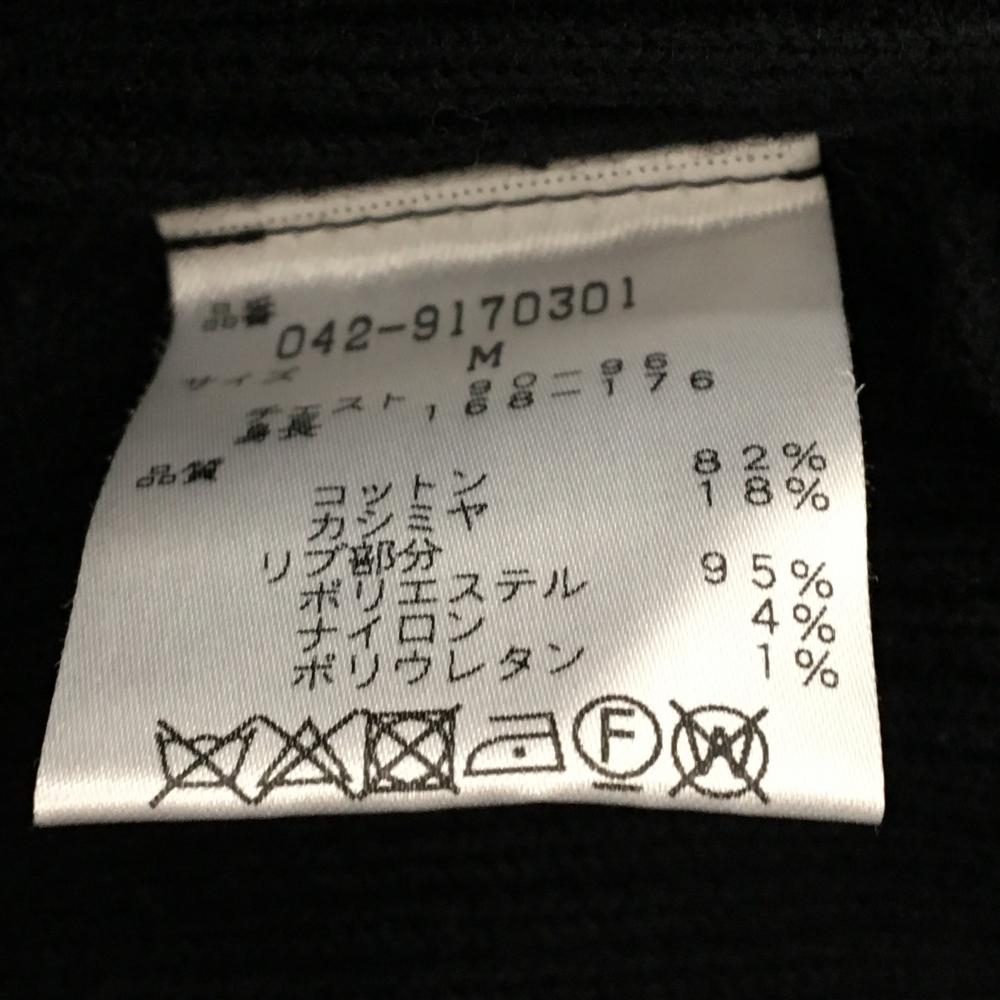 品番
042-9170301
サイズ M
チェスト 90-96
身長 168-176
品質
コットン 82%
カシミヤ 18%
リブ部分
ポリエステル 95%
ナイロン 4%
ポリウレタン 1%
F W